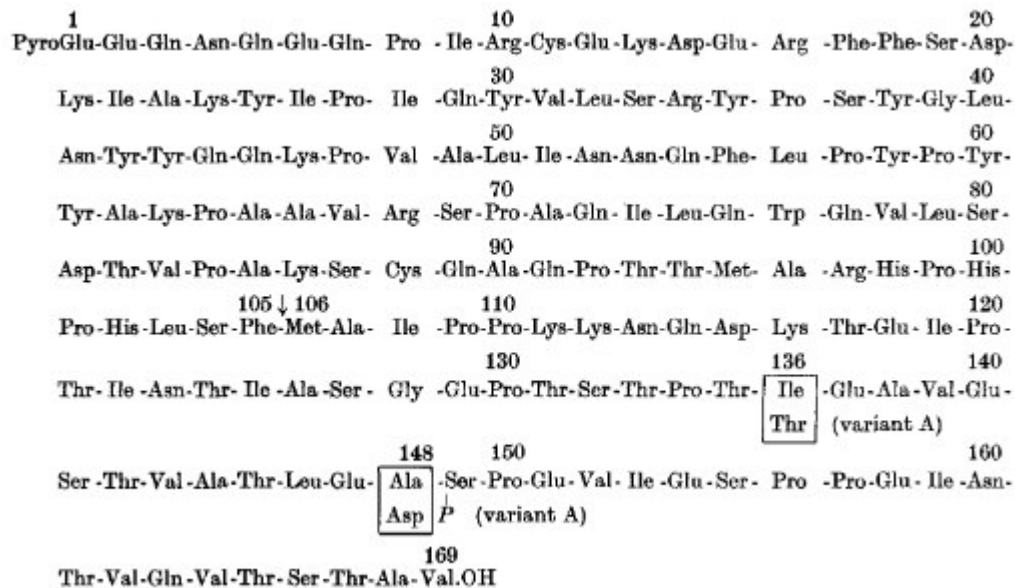 1 10 20
PyroGlu-Glu-Gln-Asn-Gln-Glu-Gln- Pro -Ile-Arg-Cys-Glu-Lys-Asp-Glu- Arg -Phe-Phe-Ser-Asp-
30 40
Lys-Ile-Ala-Lys-Tyr-Ile-Pro- Ile -Gln-Tyr-Val-Leu-Ser-Arg-Tyr- Pro -Ser-Tyr-Gly-Leu-
50 60
Asn-Tyr-Tyr-Gln-Gln-Lys-Pro- Val -Ala-Leu-Ile-Asn-Asn-Gln-Phe- Leu -Pro-Tyr-Pro-Tyr-
70 80
Tyr-Ala-Lys-Pro-Ala-Ala-Val- Arg -Ser-Pro-Ala-Gln-Ile-Leu-Gln- Trp -Gln-Val-Leu-Ser-
90 100
Asp-Thr-Val-Pro-Ala-Lys-Ser- Cys -Gln-Ala-Gln-Pro-Thr-Thr-Met- Ala -Arg-His-Pro-His-
105 ↓ 106 110 120
Pro-His-Leu-Ser-Phe-Met-Ala- Ile -Pro-Pro-Lys-Lys-Asn-Gln-Asp- Lys -Thr-Glu-Ile-Pro-
130 136 140
Thr-Ile-Asn-Thr-Ile-Ala-Ser- Gly -Glu-Pro-Thr-Ser-Thr-Pro-Thr- Ile -Glu-Ala-Val-Glu-
Thr (variant A)
148 150 160
Ser-Thr-Val-Ala-Thr-Leu-Glu- Ala -Ser-Pro-Glu-Val-Ile-Glu-Ser- Pro -Pro-Glu-Ile-Asn-
Asp P (variant A)
169
Thr-Val-Gln-Val-Thr-Ser-Thr-Ala-Val.OH